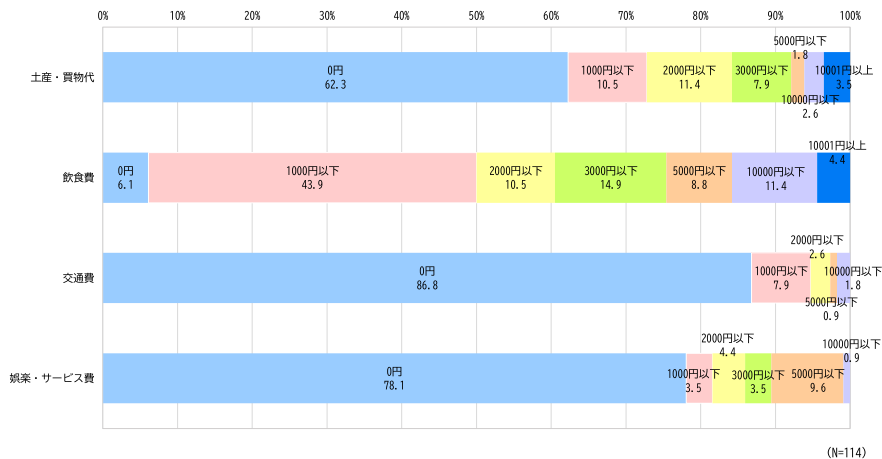 0% 10% 20% 30% 40% 50% 60% 70% 80% 90% 100%
土産・買物代
0円
62.3
1000円以下
10.5
2000円以下
11.4
3000円以下
7.9
5000円以下
1.8
10000円以下
2.6
10001円以上
3.5
飲食費
0円
6.1
1000円以下
43.9
2000円以下
10.5
3000円以下
14.9
5000円以下
8.8
10000円以下
11.4
10001円以上
4.4
交通費
0円
86.8
1000円以下
7.9
2000円以下
2.6
5000円以下
0.9
10000円以下
1.8
娯楽・サービス費
0円
78.1
1000円以下
3.5
2000円以下
4.4
3000円以下
3.5
5000円以下
9.6
10000円以下
0.9
(N=114)